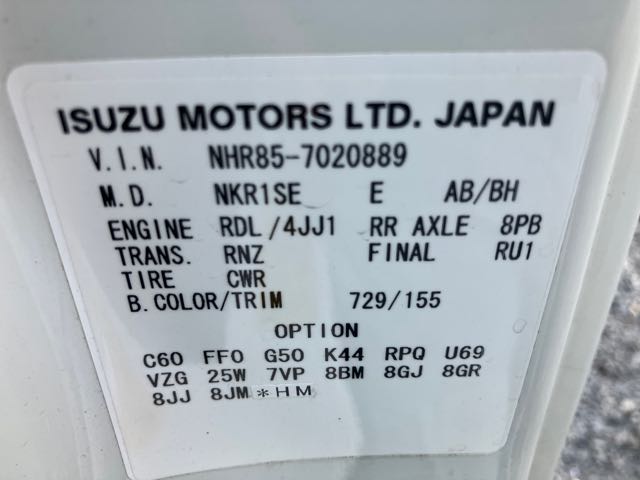 ISUZU MOTORS LTD. JAPAN
V.I.N. NHR85-7020889
M.D. NKR1SE E AB/BH
ENGINE RDL/4JJ1 RR AXLE 8PB
TRANS. RNZ FINAL RU1
TIRE CWR
B.COLOR/TRIM 729/155
OPTION
C60 FF0 G50 K44 RPQ U69
VZG 25W 7VP 8BM 8GJ 8GR
8JJ 8JM *HM